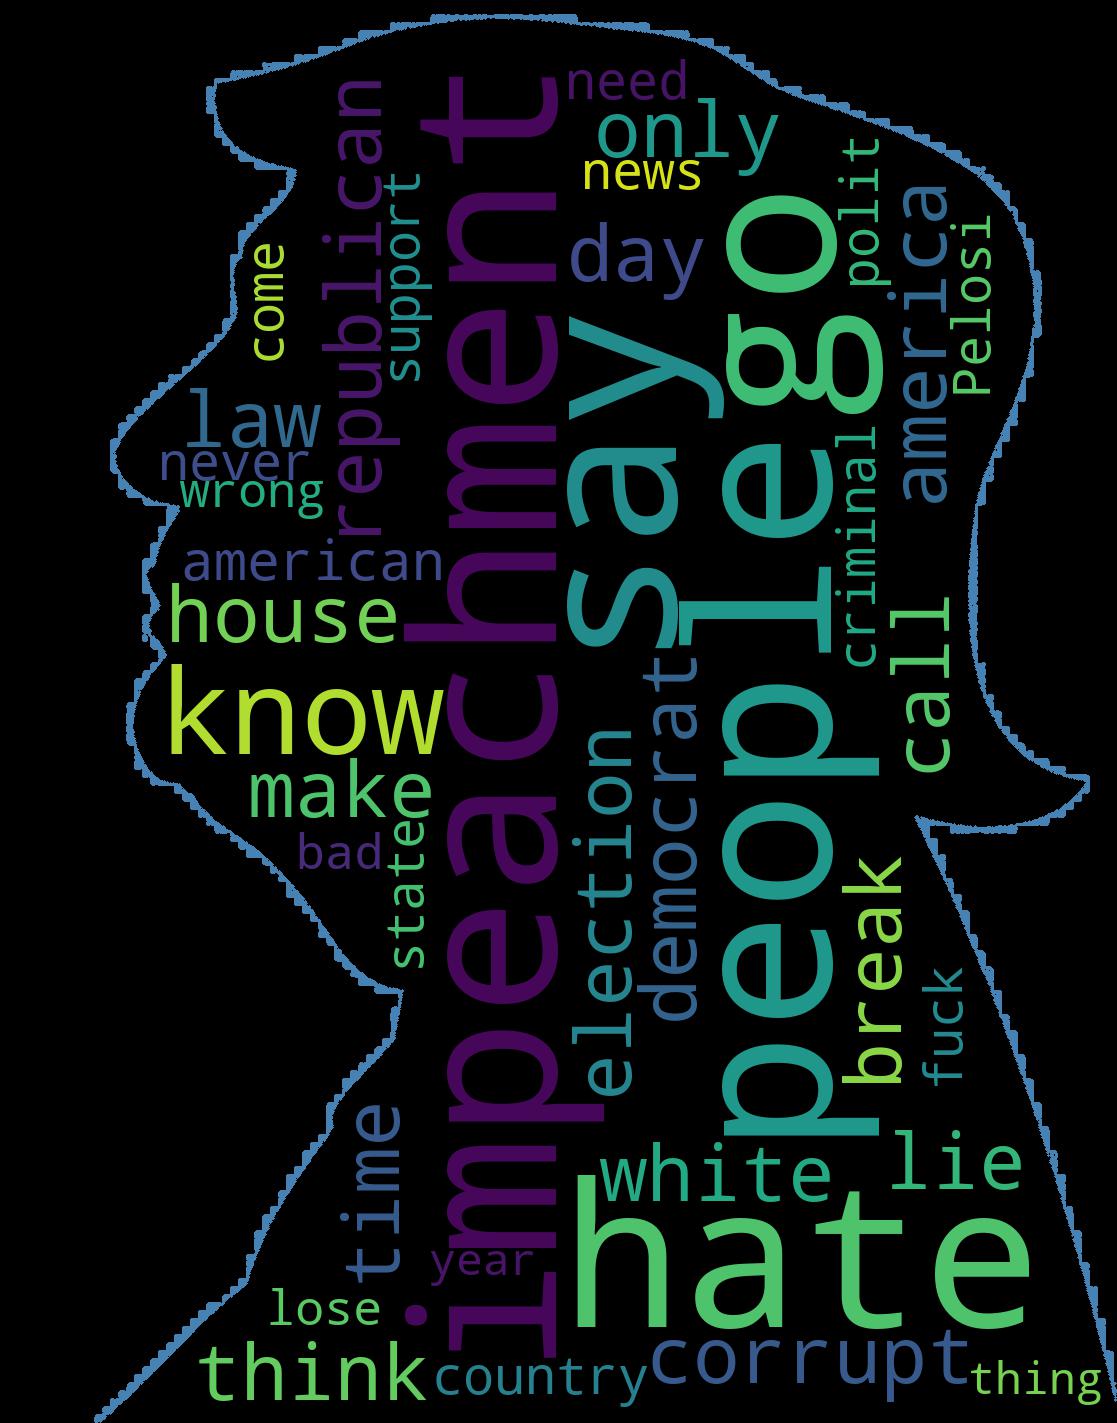 need
only
news
republican
support
impeachment
day
go
polit
america
Pelosi
come
say
law
never
wrong
people
criminal
american
house
call
know
democrat
election
make
bad
state
break
fuck
time
white
lie
hate
year
lose
think
country
corrupt
thing